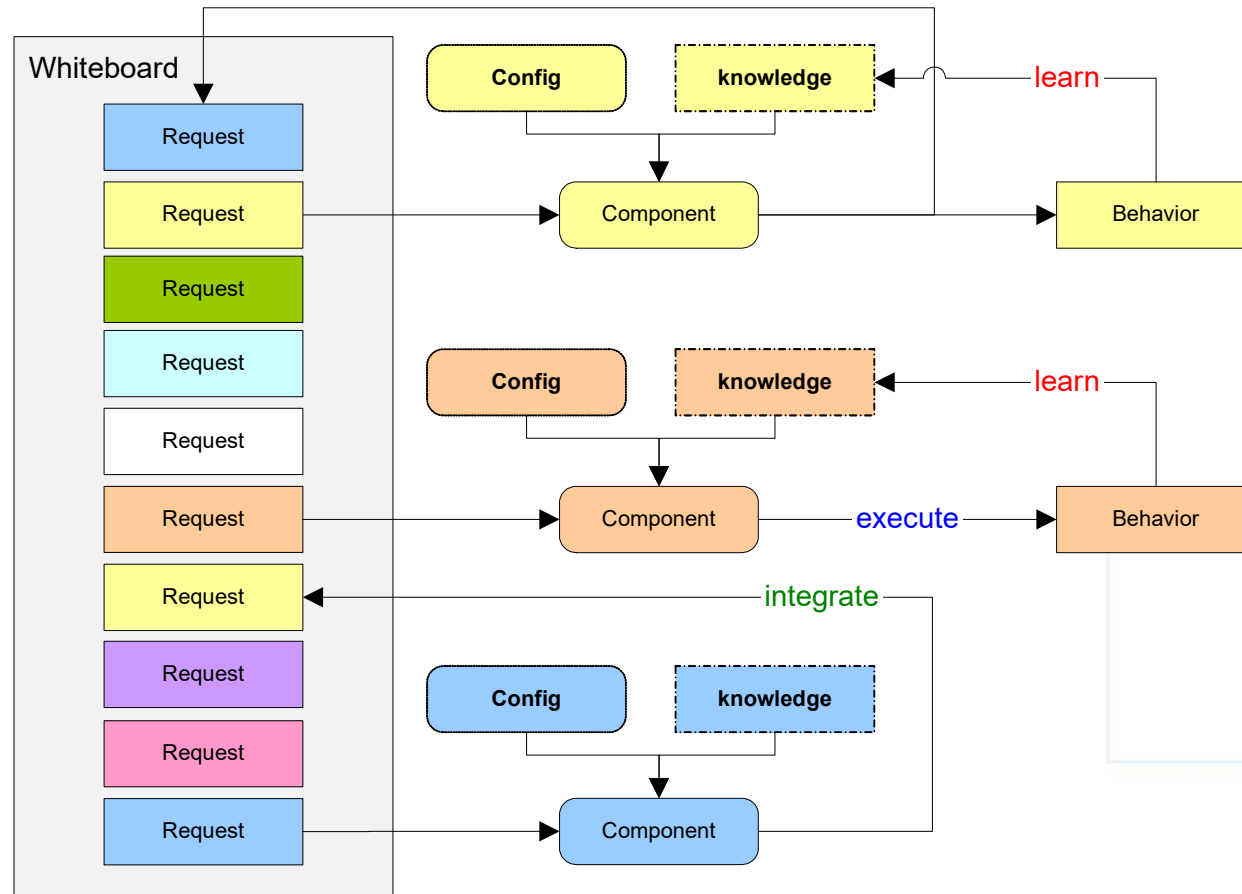 Whiteboard
Config
knowledge
learn
Request
Request
Component
Behavior
Request
Request
Config
knowledge
learn
Request
Request
Component
execute
Behavior
Request
integrate
Request
Config
knowledge
Request
Request
Component